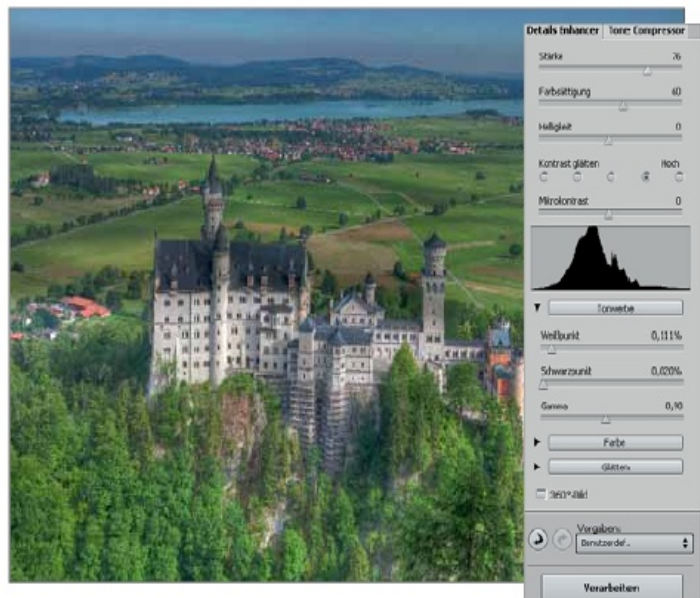 Details Enhancer Tone Compressor
Stärke 76
Farbsättigung 60
Helligkeit 0
Kontrast glätten Hoch
Mikrokontrast 0
Tonwerte
Weißpunkt 0,111%
Schwarzpunkt 0,020%
Gamma 0,90
Farbe
Glätten
360°-Bild
Vorgaben:
Benutzerdef...
Verarbeiten